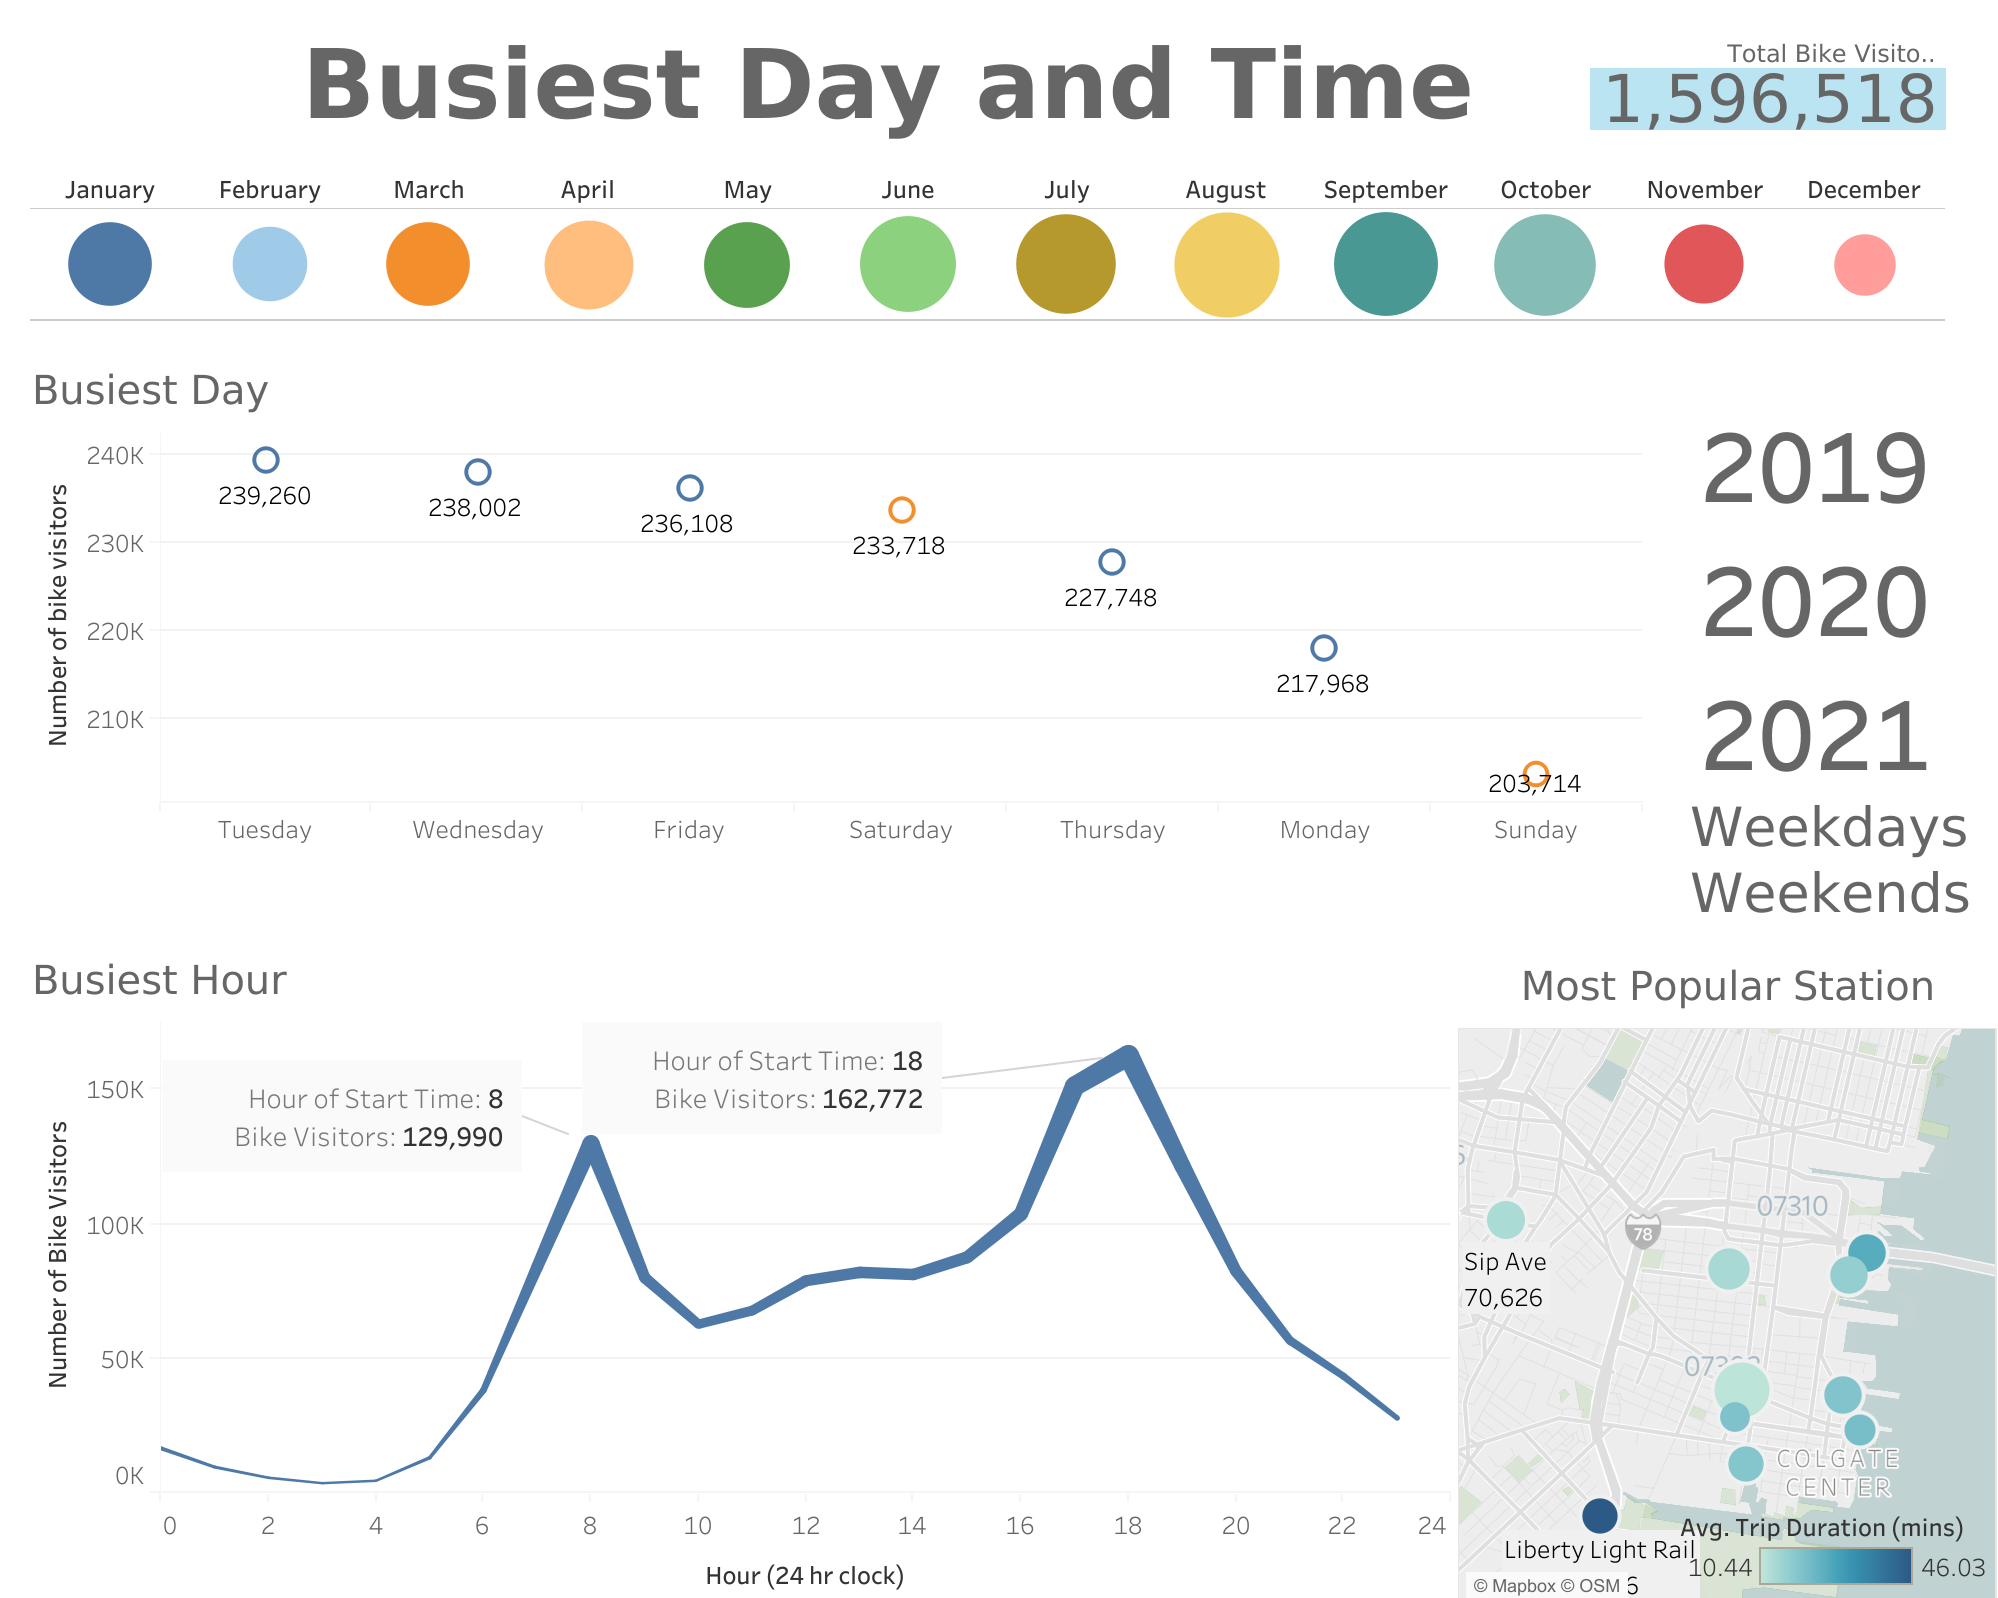 Busiest Day and Time
Total Bike Visito..
1,596,518
January February March April May June July August September October November December
Busiest Day
Number of bike visitors
240K
230K
220K
210K
239,260
238,002
236,108
233,718
227,748
217,968
203,714
Tuesday Wednesday Friday Saturday Thursday Monday Sunday
2019
2020
2021
Weekdays
Weekends
Busiest Hour
Number of Bike Visitors
150K
100K
50K
0K
Hour of Start Time: 8
Bike Visitors: 129,990
Hour of Start Time: 18
Bike Visitors: 162,772
0 2 4 6 8 10 12 14 16 18 20 22 24
Hour (24 hr clock)
Most Popular Station
07310
78
Sip Ave
70,626
COLGATE
CENTER
Liberty Light Rail
6
Avg. Trip Duration (mins)
10.44 46.03
© Mapbox © OSM